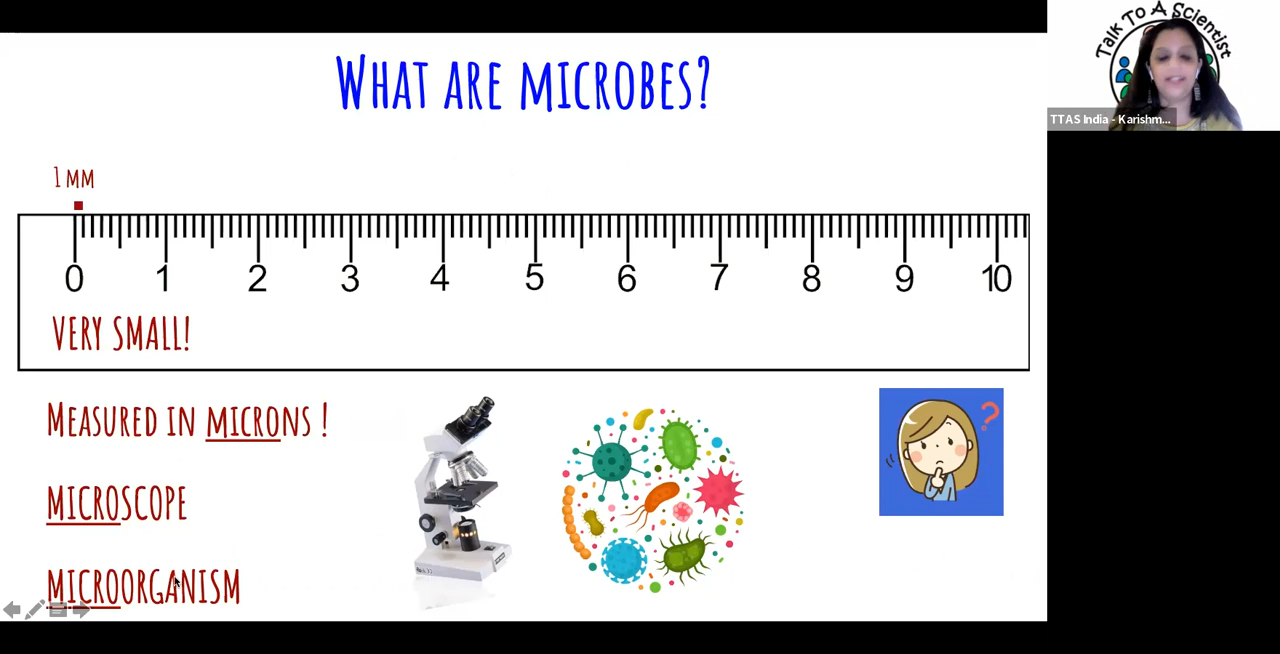 WHAT ARE MICROBES?
Talk To A Scientist
TTAS India - Karishm...
1 MM
0 1 2 3 4 5 6 7 8 9 10
VERY SMALL!
MEASURED IN MICRONS !
MICROSCOPE
MICROORGANISM
?